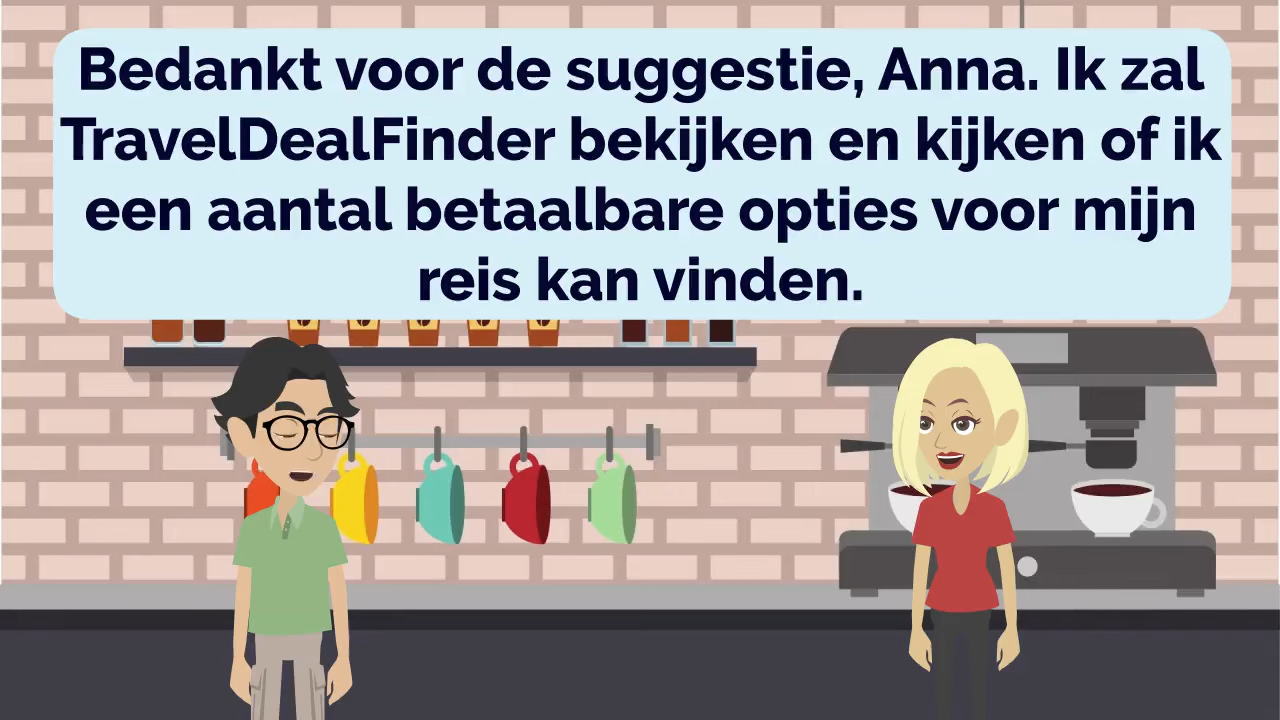 Bedankt voor de suggestie, Anna. Ik zal
TravelDealFinder bekijken en kijken of ik
een aantal betaalbare opties voor mijn
reis kan vinden.